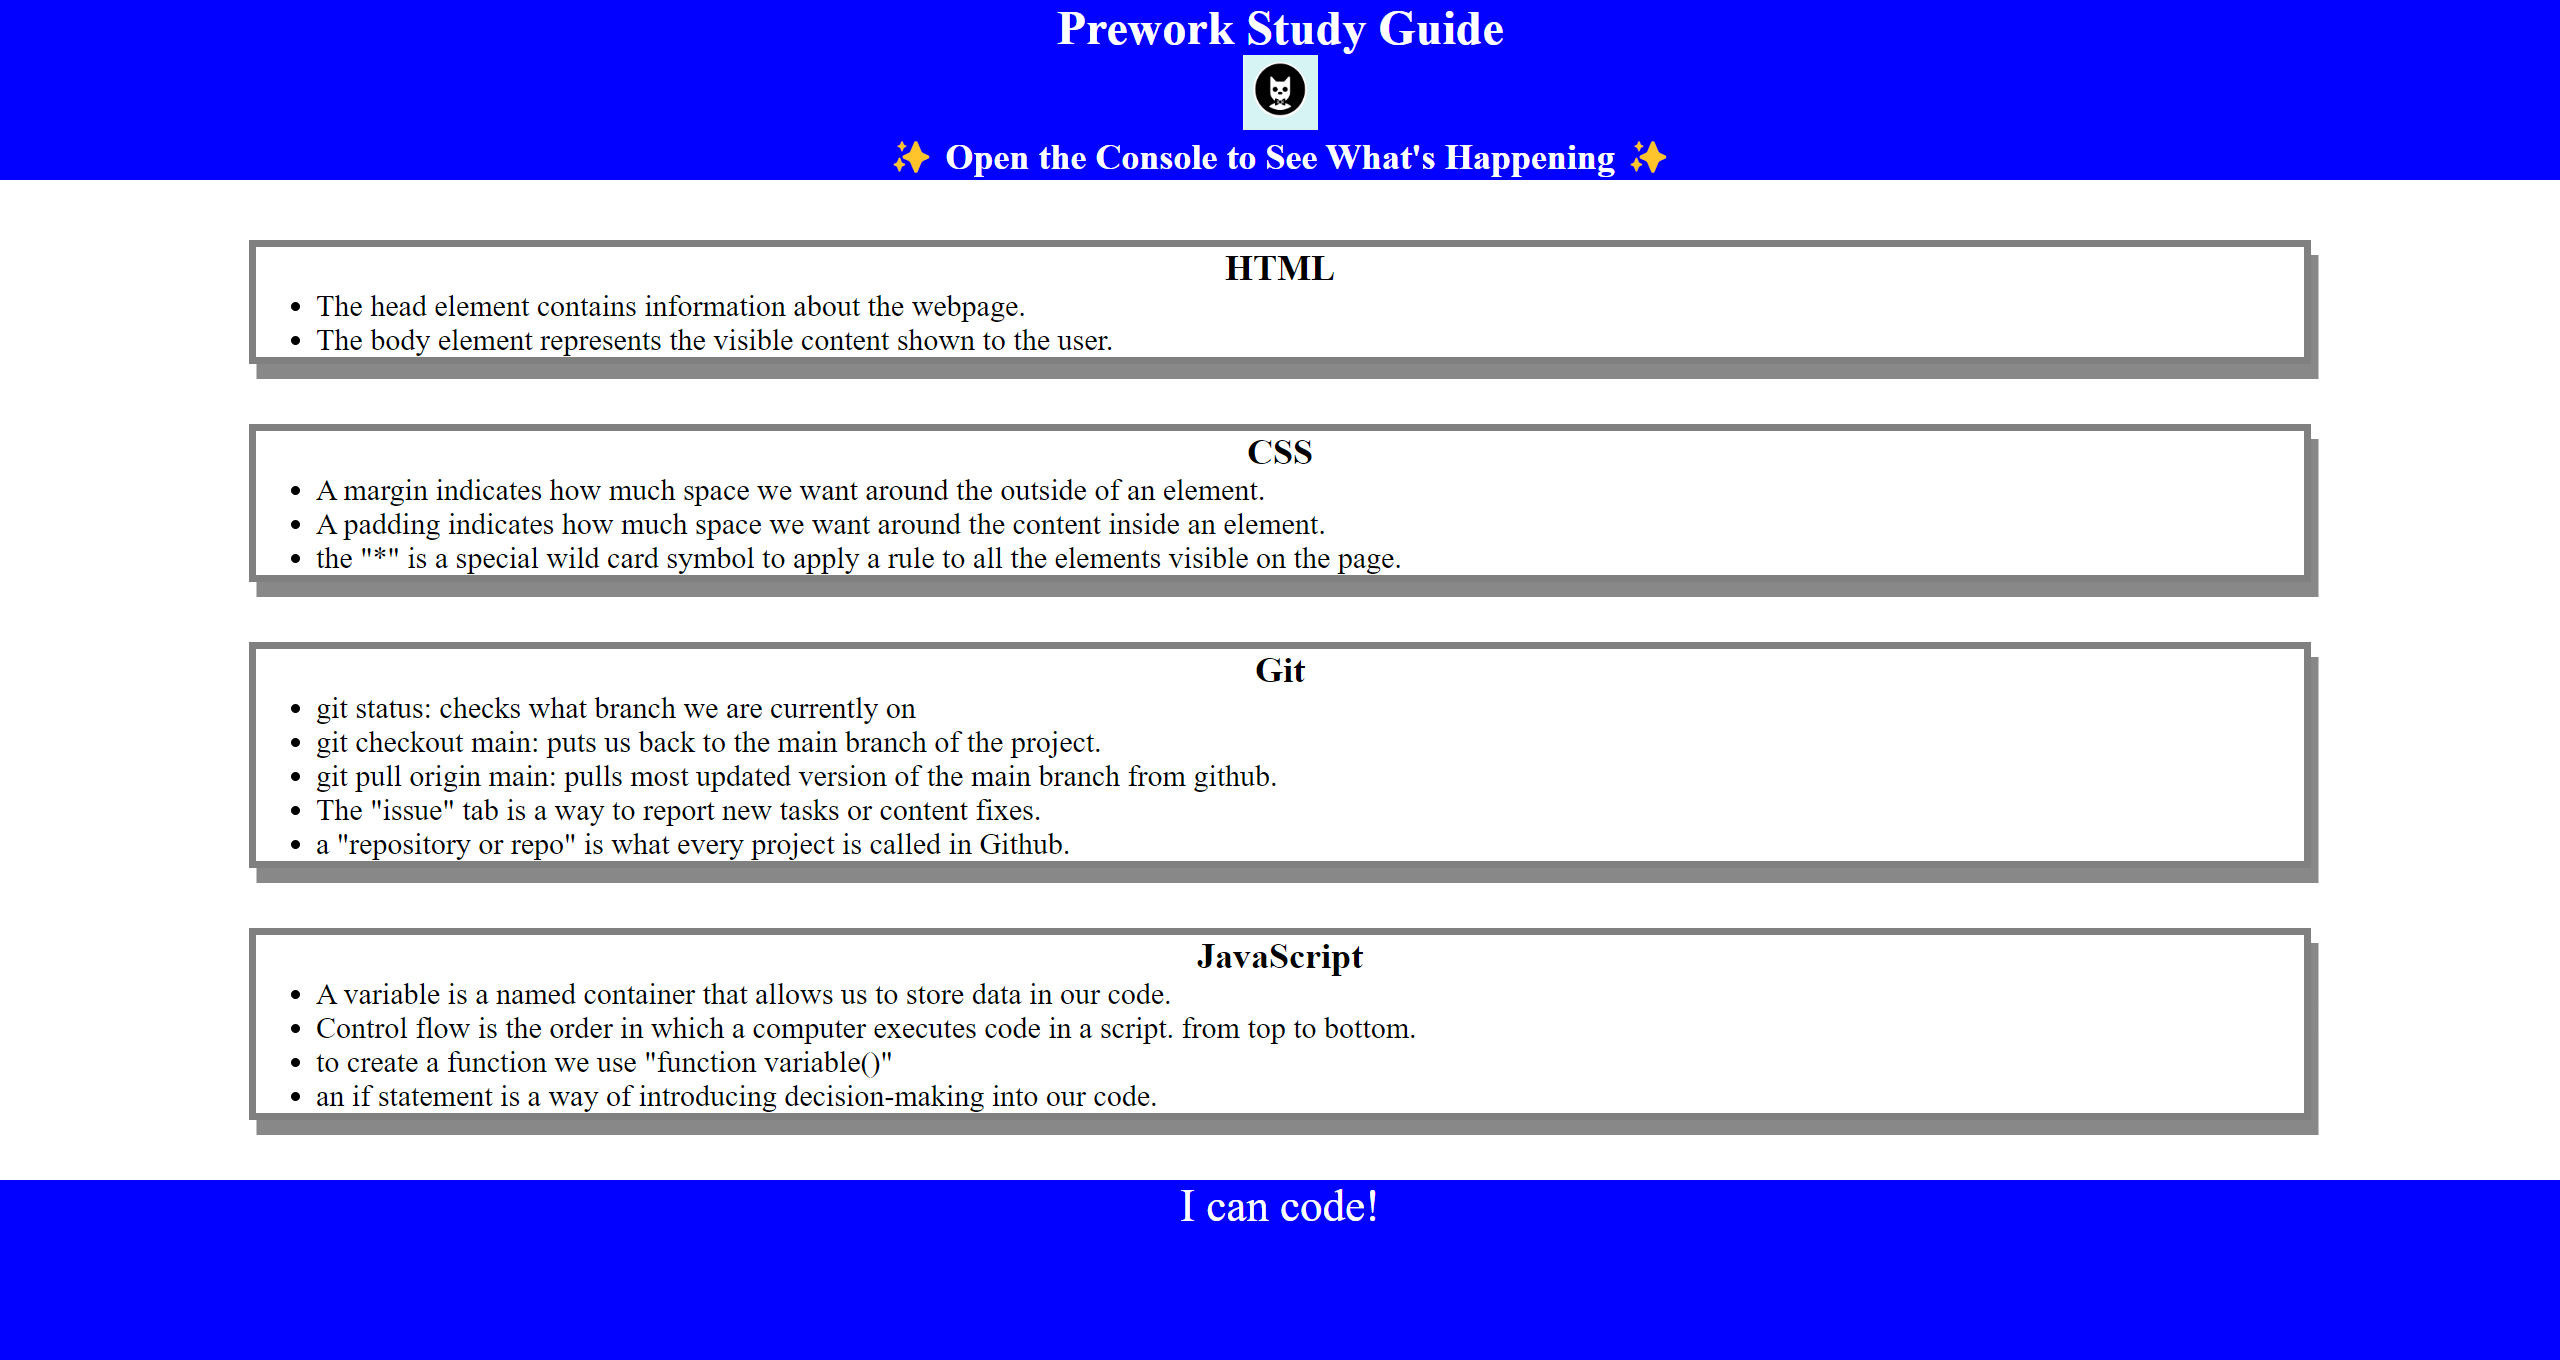 Prework Study Guide
✨ Open the Console to See What's Happening ✨
HTML
• The head element contains information about the webpage.
• The body element represents the visible content shown to the user.
CSS
• A margin indicates how much space we want around the outside of an element.
• A padding indicates how much space we want around the content inside an element.
• the "*" is a special wild card symbol to apply a rule to all the elements visible on the page.
Git
• git status: checks what branch we are currently on
• git checkout main: puts us back to the main branch of the project.
• git pull origin main: pulls most updated version of the main branch from github.
• The "issue" tab is a way to report new tasks or content fixes.
• a "repository or repo" is what every project is called in Github.
JavaScript
• A variable is a named container that allows us to store data in our code.
• Control flow is the order in which a computer executes code in a script. from top to bottom.
• to create a function we use "function variable()"
• an if statement is a way of introducing decision-making into our code.
I can code!